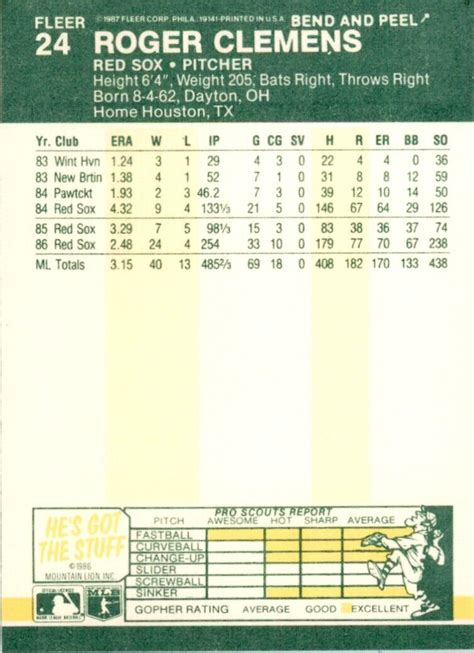 FLEER ©1987 FLEER CORP. PHILA. 19141-PRINTED IN U.S.A. BEND AND PEEL
24 ROGER CLEMENS
RED SOX • PITCHER
Height 6'4", Weight 205, Bats Right, Throws Right
Born 8-4-62, Dayton, OH
Home Houston, TX
Yr. Club ERA W L IP G CG SV H R ER BB SO
83 Wint Hvn 1.24 3 1 29 4 3 0 22 4 4 0 36
83 New Brtin 1.38 4 1 52 7 1 0 31 8 8 12 59
84 Pawtckt 1.93 2 3 46.2 7 3 0 39 12 10 14 50
84 Red Sox 4.32 9 4 133⅓ 21 5 0 146 67 64 29 126
85 Red Sox 3.29 7 5 98⅓ 15 3 0 83 38 36 37 74
86 Red Sox 2.48 24 4 254 33 10 0 179 77 70 67 238
ML Totals 3.15 40 13 485⅔ 69 18 0 408 182 170 133 438
HE'S GOT
THE STUFF
©1986
MOUNTAIN LION, INC.
PRO SCOUTS REPORT
PITCH AWESOME HOT SHARP AVERAGE
FASTBALL
CURVEBALL
CHANGE-UP
SLIDER
SCREWBALL
SINKER
GOPHER RATING AVERAGE GOOD EXCELLENT